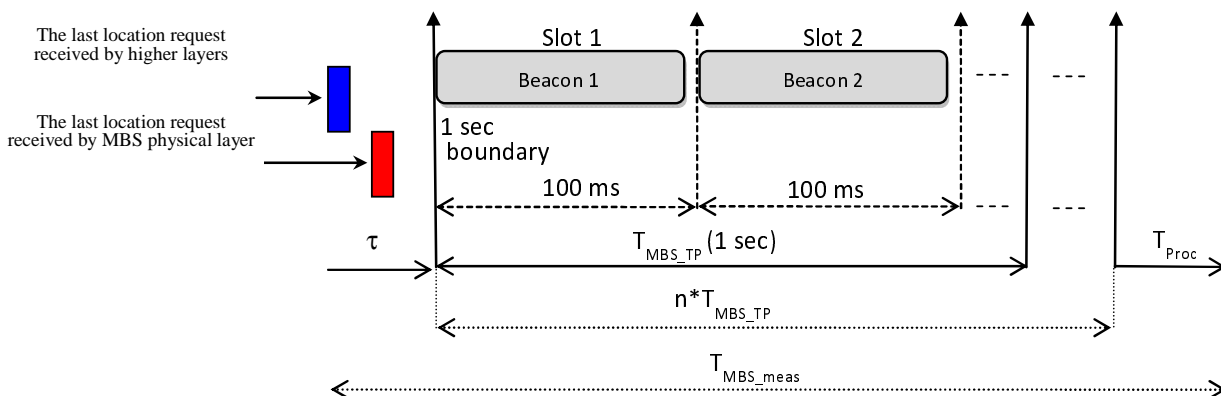 The last location request
received by higher layers
The last location request
received by MBS physical layer
Slot 1
Slot 2
Beacon 1
Beacon 2
1 sec
boundary
100 ms
100 ms
τ
T_MBS_TP (1 sec)
T_Proc
n*T_MBS_TP
T_MBS_meas